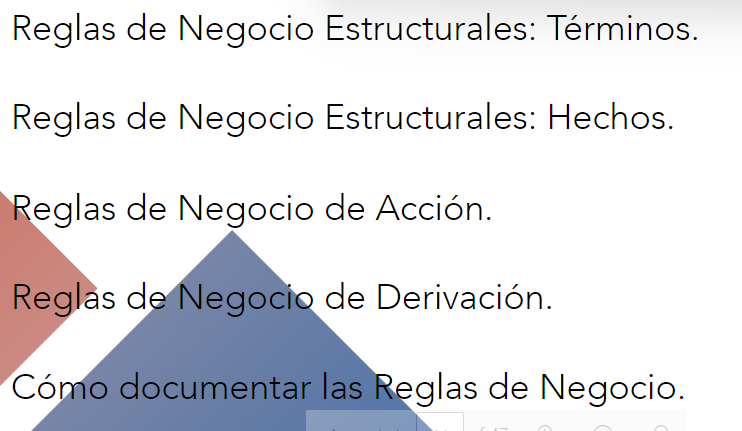 Reglas de Negocio Estructurales: Términos.
Reglas de Negocio Estructurales: Hechos.
Reglas de Negocio de Acción.
Reglas de Negocio de Derivación.
Cómo documentar las Reglas de Negocio.